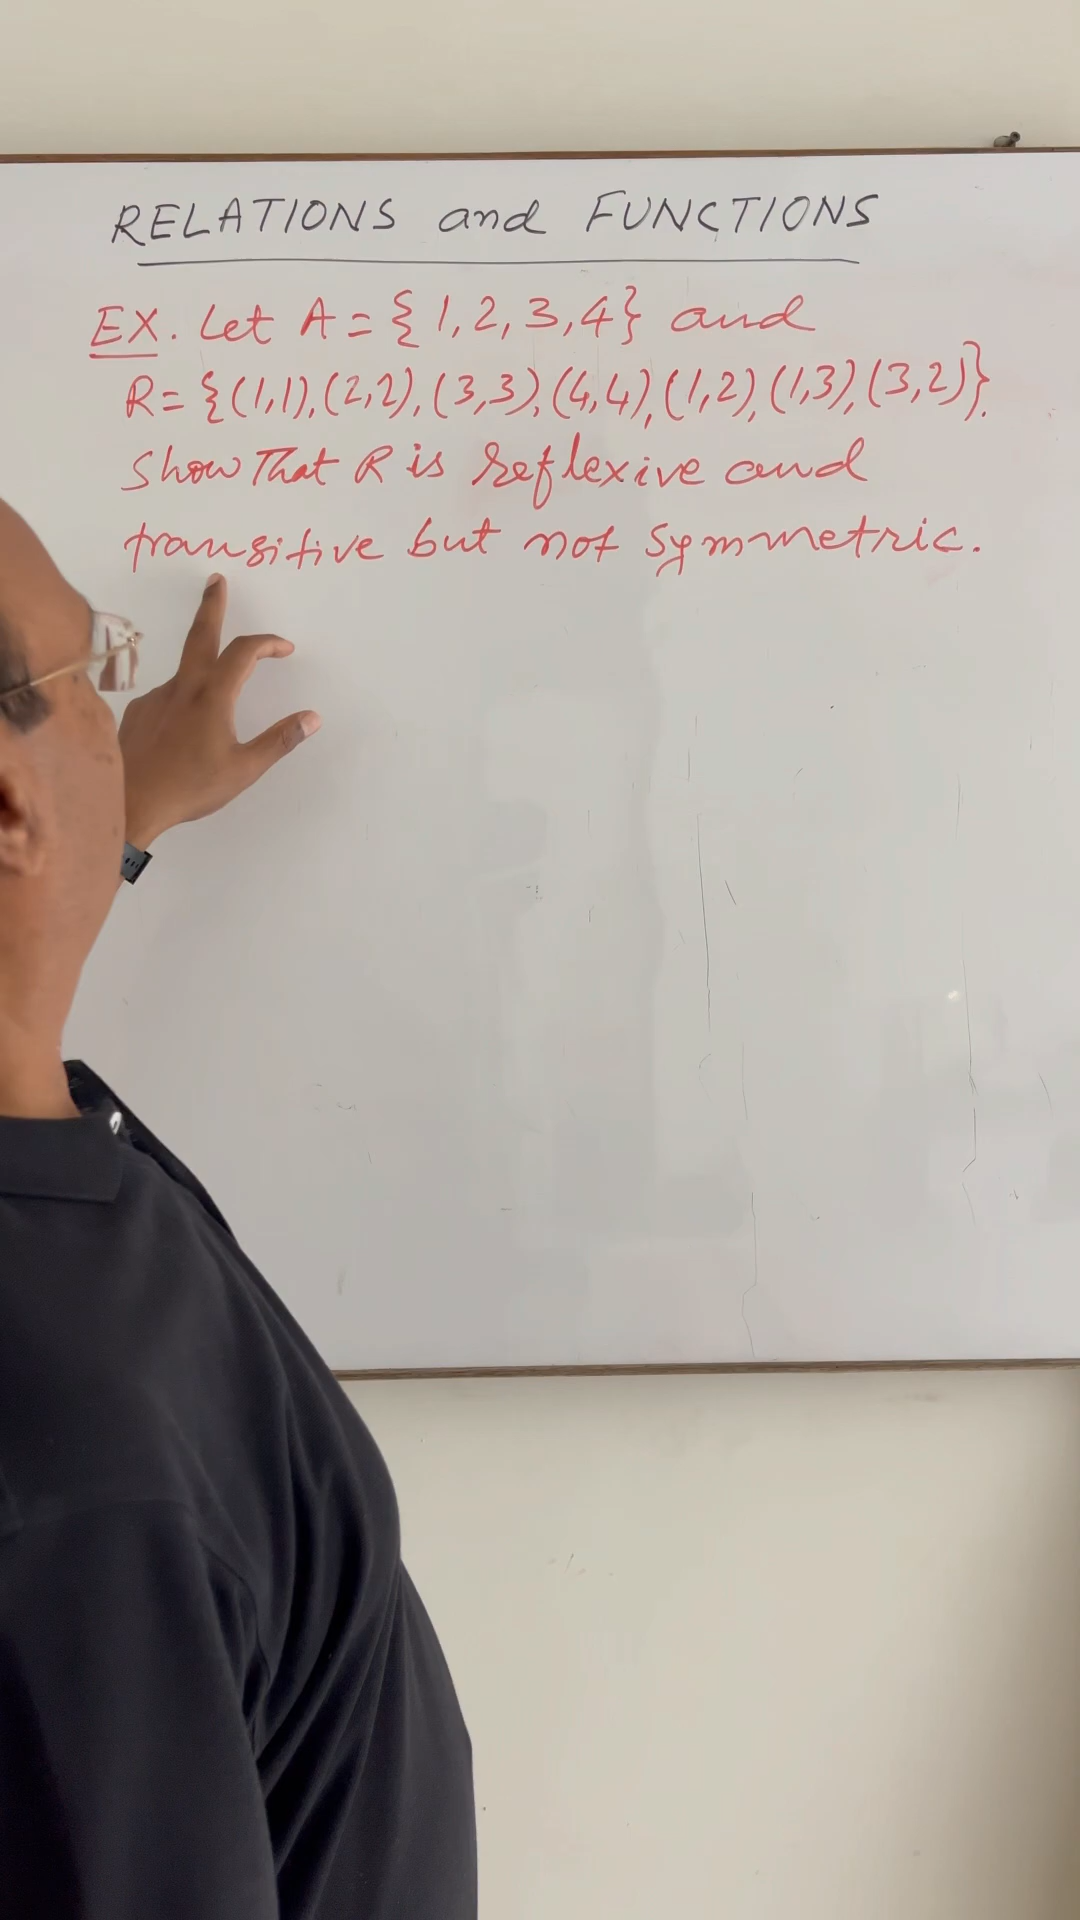 RELATIONS and FUNCTIONS
EX. Let A = { 1, 2, 3, 4 } and
R = {(1,1), (2,2), (3,3), (4,4), (1,2), (1,3), (3,2)}.
Show That R is reflexive and
transitive but not symmetric.